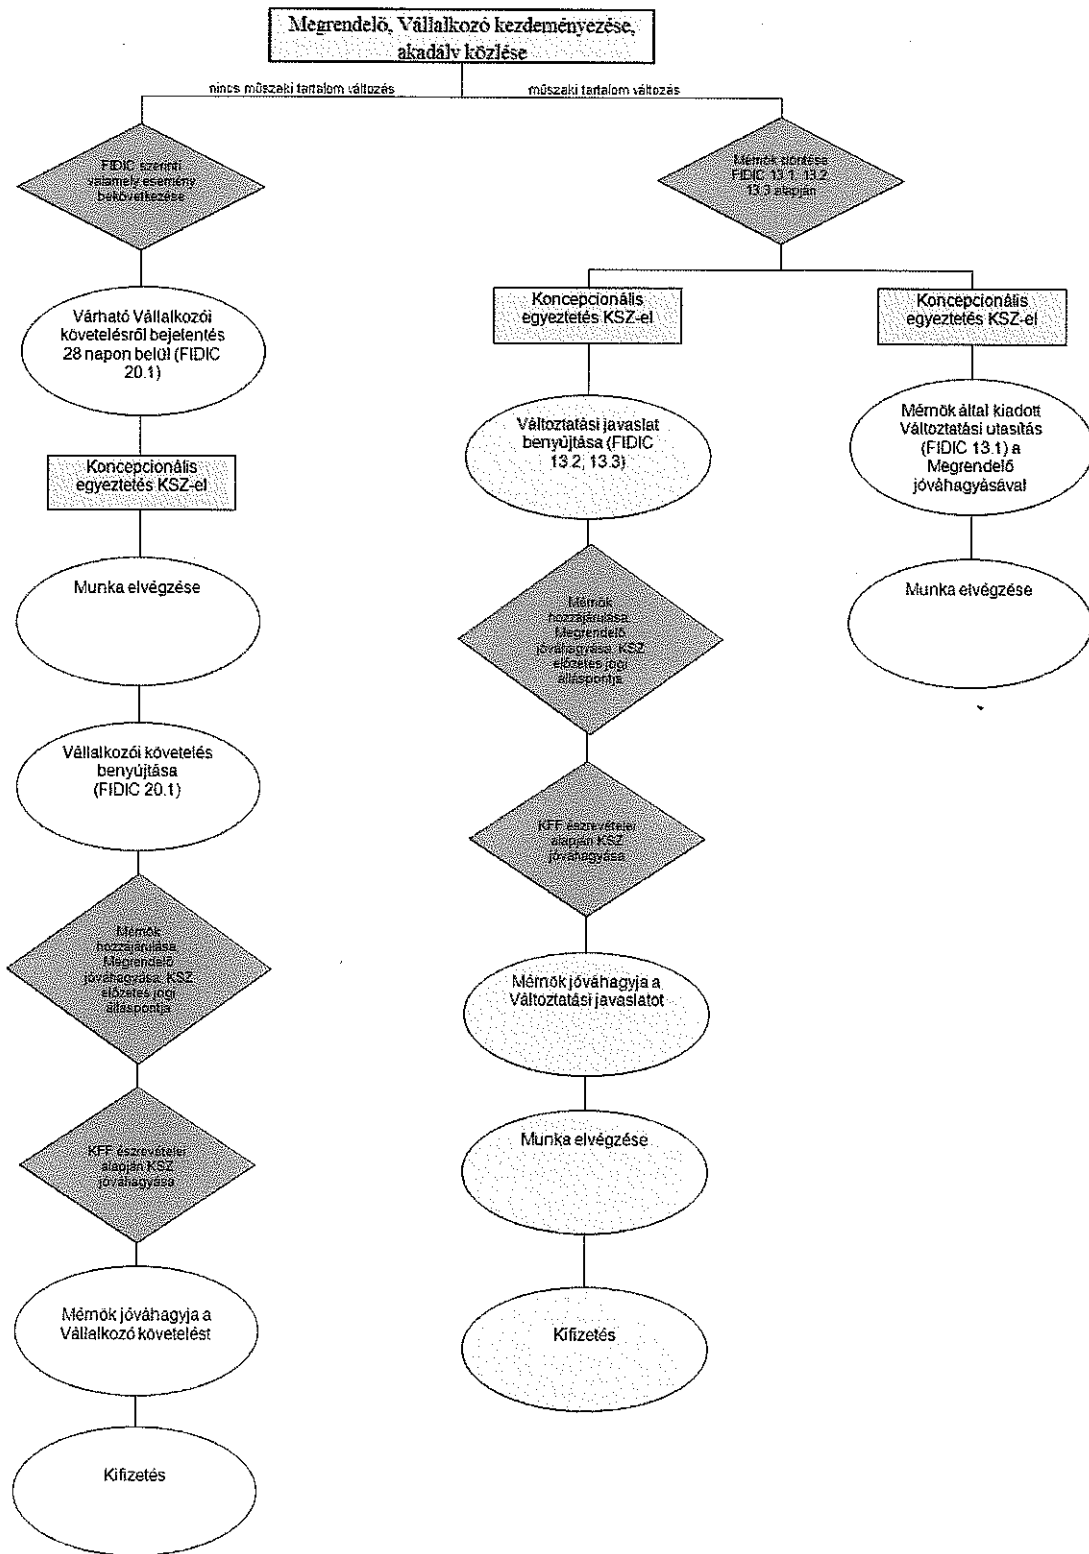 Megrendelő, Vállalkozó kezdeményezése,
akadály közlése
nincs műszaki tartalom változás
műszaki tartalom változás
FIDIC szerinti
valamely esemény
bekövetkezése
Várható Vállalkozói
követelésről bejelentés
28 napon belül (FIDIC
20.1)
Koncepcionális
egyeztetés KSZ-el
Munka elvégzése
Vállalkozói követelés
benyújtása
(FIDIC 20.1)
Mérnök
hozzájárulása
Megrendelő
jóváhagyása, KSZ
előzetes jogi
álláspontja
KFF észrevételei
alapján KSZ
jóváhagyása
Mérnök jóváhagyja a
Vállalkozó követelést
Kifizetés
Mérnök döntése
FIDIC 13.1, 13.2,
13.3 alapján
Koncepcionális
egyeztetés KSZ-el
Változtatási javaslat
benyújtása (FIDIC
13.2, 13.3)
Mérnök
hozzájárulása
Megrendelő
jóváhagyása, KSZ
előzetes jogi
álláspontja
KFF észrevételei
alapján KSZ
jóváhagyása
Mérnök jóváhagyja a
Változtatási javaslatot
Munka elvégzése
Kifizetés
Koncepcionális
egyeztetés KSZ-el
Mérnök által kiadott
Változtatási utasítás
(FIDIC 13.1) a
Megrendelő
jóváhagyásával
Munka elvégzése